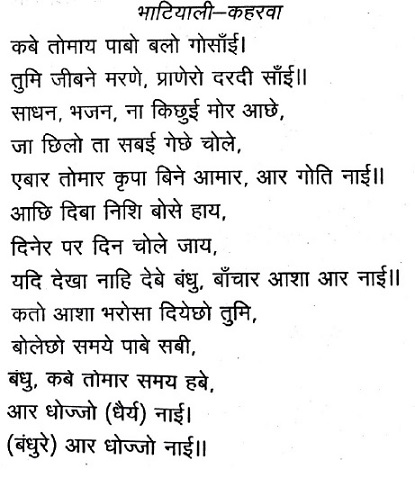 भाटियाली–कहरवा
कबे तोमाय पाबो बलो गोसाँई।
तुमि जीबने मरणे, प्राणेरो दरदी साँई॥
साधन, भजन, ना किछुई मोर आछे,
जा छिलो ता सबई गेछे चोले,
एबार तोमार कृपा बिने आमार, आर गोति नाई॥
आछि दिबा निशि बोसे हाय,
दिनेर पर दिन चोले जाय,
यदि देखा नाहि देबे बंधु, बाँचार आशा आर नाई॥
कतो आशा भरोसा दियेछो तुमि,
बोलेछो समये पाबे सबी,
बंधु, कबे तोमार समय हबे,
आर धोज्जो (धैर्य) नाई।
(बंधुरे) आर धोज्जो नाई॥